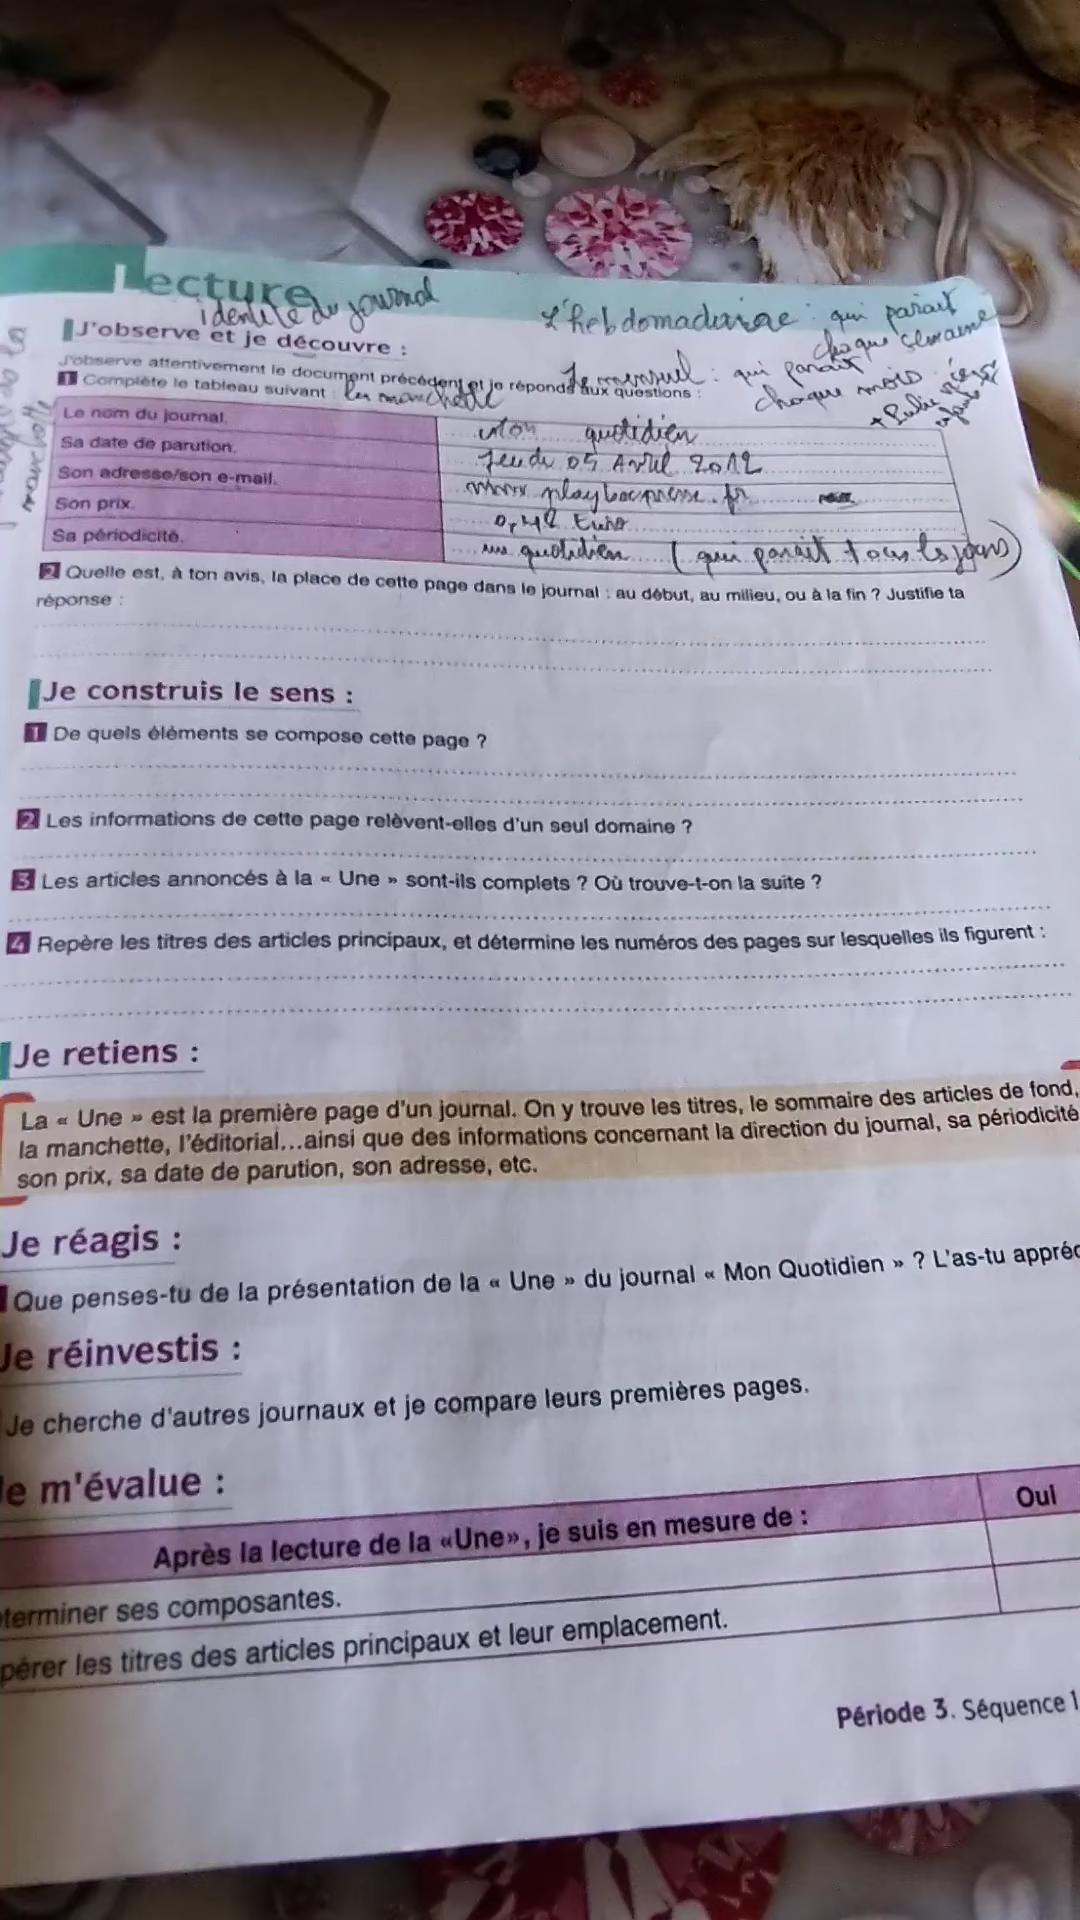 Lecture
identité du journal
L'hebdomadaire : qui parait
chaque semaine
J'observe et je découvre :
J'observe attentivement le document précédent et je réponds aux questions :
Le mensuel : qui parait
chaque mois
1 Complète le tableau suivant :
Le nom du journal. Mon quotidien
Sa date de parution. Jeudi 05 Avril 2012
Son adresse/son e-mail. playbacpresse.fr
Son prix. 0,48 Euro
Sa périodicité. un quotidien (qui parait tous les jours)
2 Quelle est, à ton avis, la place de cette page dans le journal : au début, au milieu, ou à la fin ? Justifie ta
réponse :
Je construis le sens :
1 De quels éléments se compose cette page ?
2 Les informations de cette page relèvent-elles d'un seul domaine ?
3 Les articles annoncés à la « Une » sont-ils complets ? Où trouve-t-on la suite ?
4 Repère les titres des articles principaux, et détermine les numéros des pages sur lesquelles ils figurent :
Je retiens :
La « Une » est la première page d'un journal. On y trouve les titres, le sommaire des articles de fond,
la manchette, l'éditorial...ainsi que des informations concernant la direction du journal, sa périodicité
son prix, sa date de parution, son adresse, etc.
Je réagis :
Que penses-tu de la présentation de la « Une » du journal « Mon Quotidien » ? L'as-tu appréc
Je réinvestis :
Je cherche d'autres journaux et je compare leurs premières pages.
Je m'évalue :
Après la lecture de la «Une», je suis en mesure de : Oui
terminer ses composantes.
pérer les titres des articles principaux et leur emplacement.
Période 3. Séquence 1